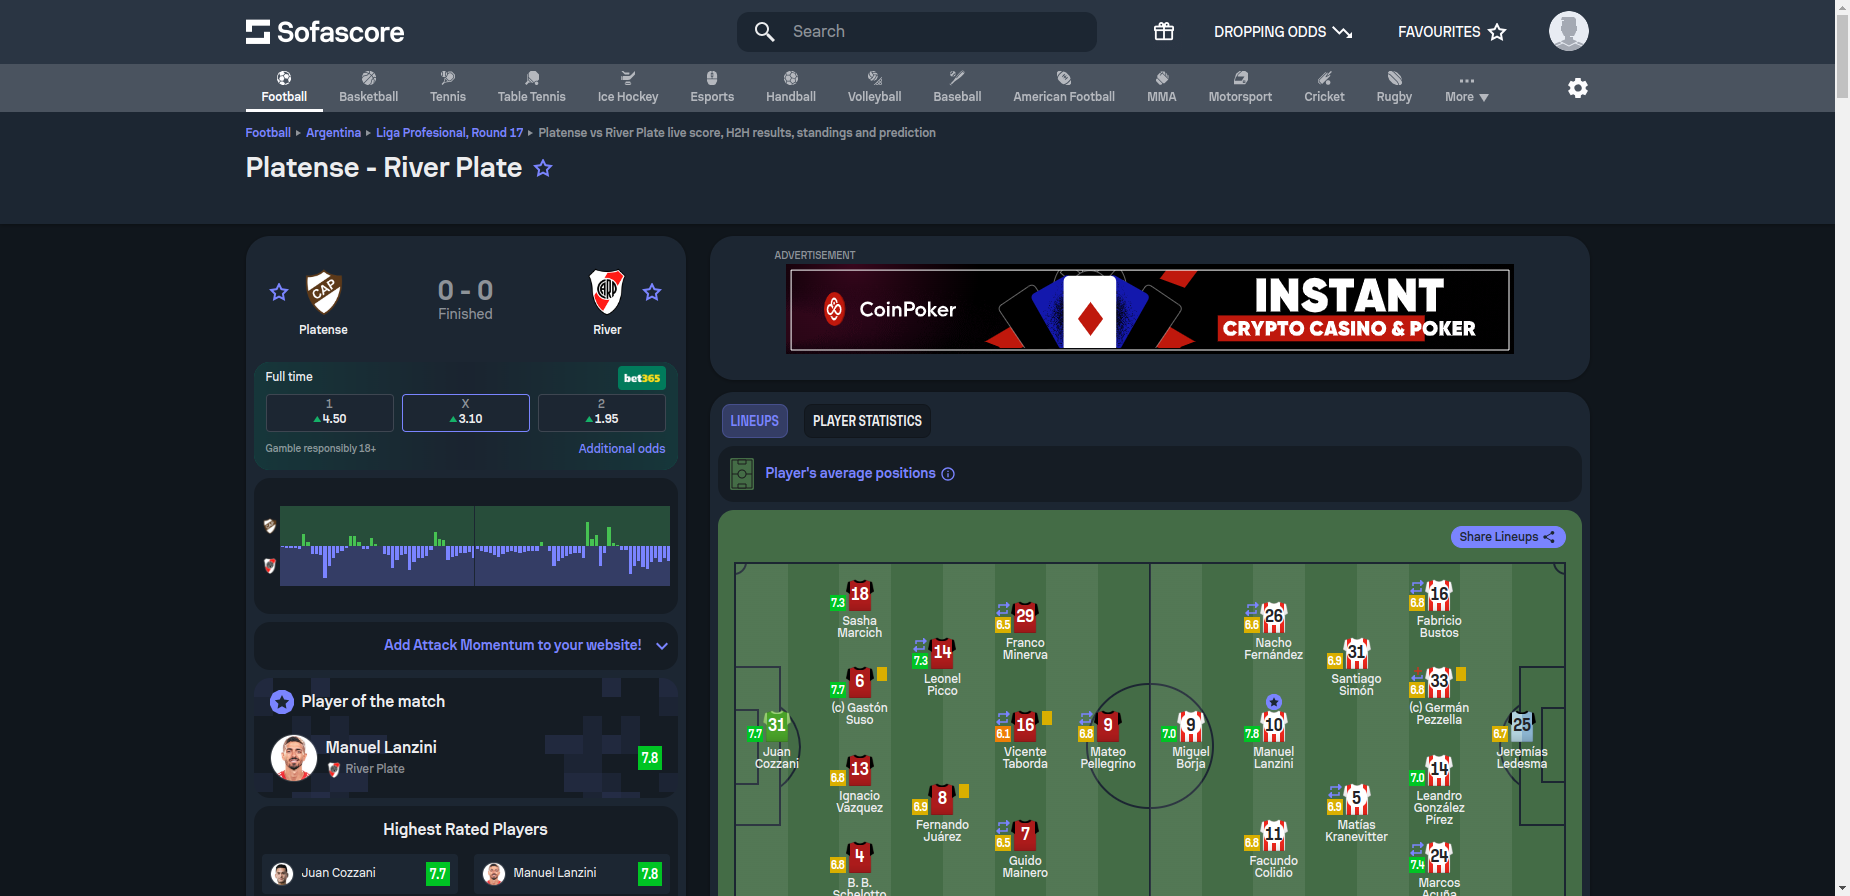 Sofascore
Search
DROPPING ODDS
FAVOURITES
Football
Basketball
Tennis
Table Tennis
Ice Hockey
Esports
Handball
Volleyball
Baseball
American Football
MMA
Motorsport
Cricket
Rugby
More
Football
Argentina
Liga Profesional, Round 17
Platense vs River Plate live score, H2H results, standings and prediction
Platense - River Plate
0 - 0
Finished
CAP
Platense
River
Full time
bet365
1
4.50
X
3.10
2
1.95
Gamble responsibly 18+
Additional odds
Add Attack Momentum to your website!
Player of the match
Manuel Lanzini
River Plate
7.8
Highest Rated Players
Juan Cozzani
7.7
Manuel Lanzini
7.8
ADVERTISEMENT
CoinPoker
INSTANT
CRYPTO CASINO & POKER
LINEUPS
PLAYER STATISTICS
Player's average positions
Share Lineups
31
7.7
Juan
Cozzani
18
7.3
Sasha
Marcich
6
7.7
(c) Gastón
Suso
13
6.8
Ignacio
Vázquez
4
6.8
B. B.
Schelotto
14
7.3
Leonel
Picco
8
6.9
Fernando
Juárez
29
6.5
Franco
Minerva
16
6.1
Vicente
Taborda
7
6.5
Guido
Mainero
9
6.8
Mateo
Pellegrino
9
7.0
Miguel
Borja
26
6.6
Nacho
Fernández
10
7.8
Manuel
Lanzini
11
6.8
Facundo
Colidio
31
6.9
Santiago
Simón
5
6.9
Matías
Kranevitter
16
6.8
Fabricio
Bustos
33
6.8
(c) Germán
Pezzella
14
7.0
Leandro
González
Pírez
24
7.4
Marcos
Acuña
25
6.7
Jeremías
Ledesma